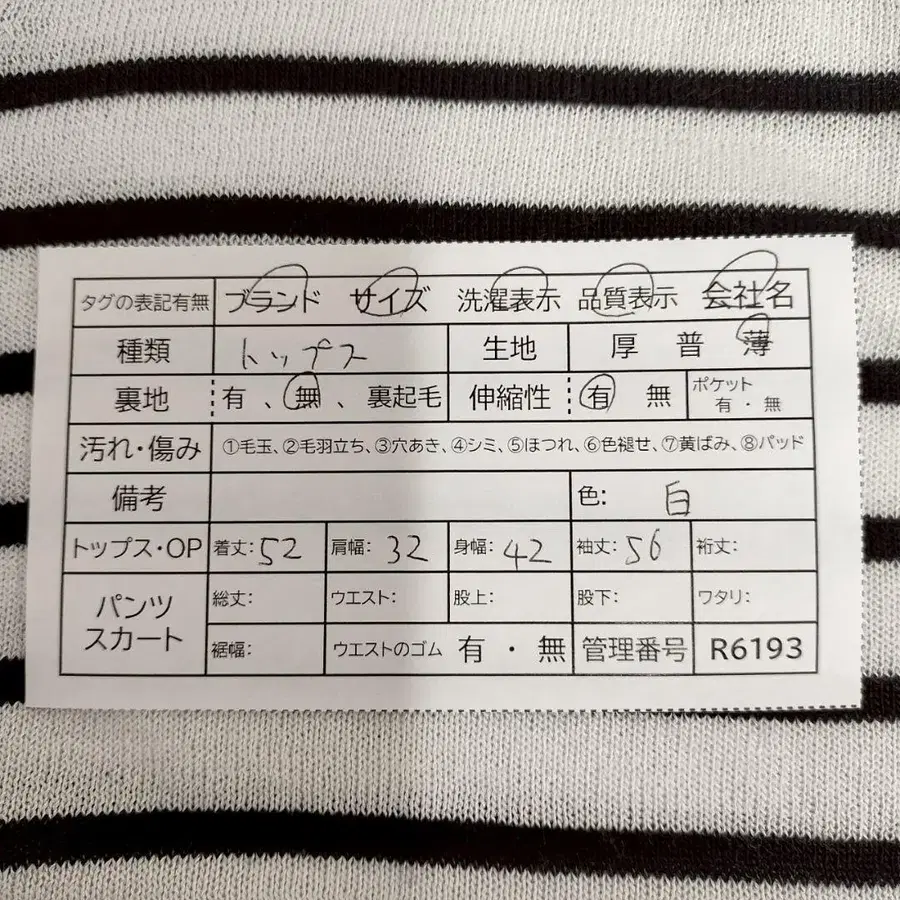 タグの表記有無 ブランド サイズ 洗濯表示 品質表示 会社名
種類 トップス 生地 厚 普 薄
裏地 有 、 無 、 裏起毛 伸縮性 有 無 ポケット 有 ・ 無
汚れ・傷み ①毛玉、②毛羽立ち、③穴あき、④シミ、⑤ほつれ、⑥色褪せ、⑦黄ばみ、⑧パッド
備考 色: 白
トップス・OP 着丈: 52 肩幅: 32 身幅: 42 袖丈: 56 裄丈:
パンツ スカート 総丈: ウエスト: 股上: 股下: ワタリ:
裾幅: ウエストのゴム 有 ・ 無 管理番号 R6193